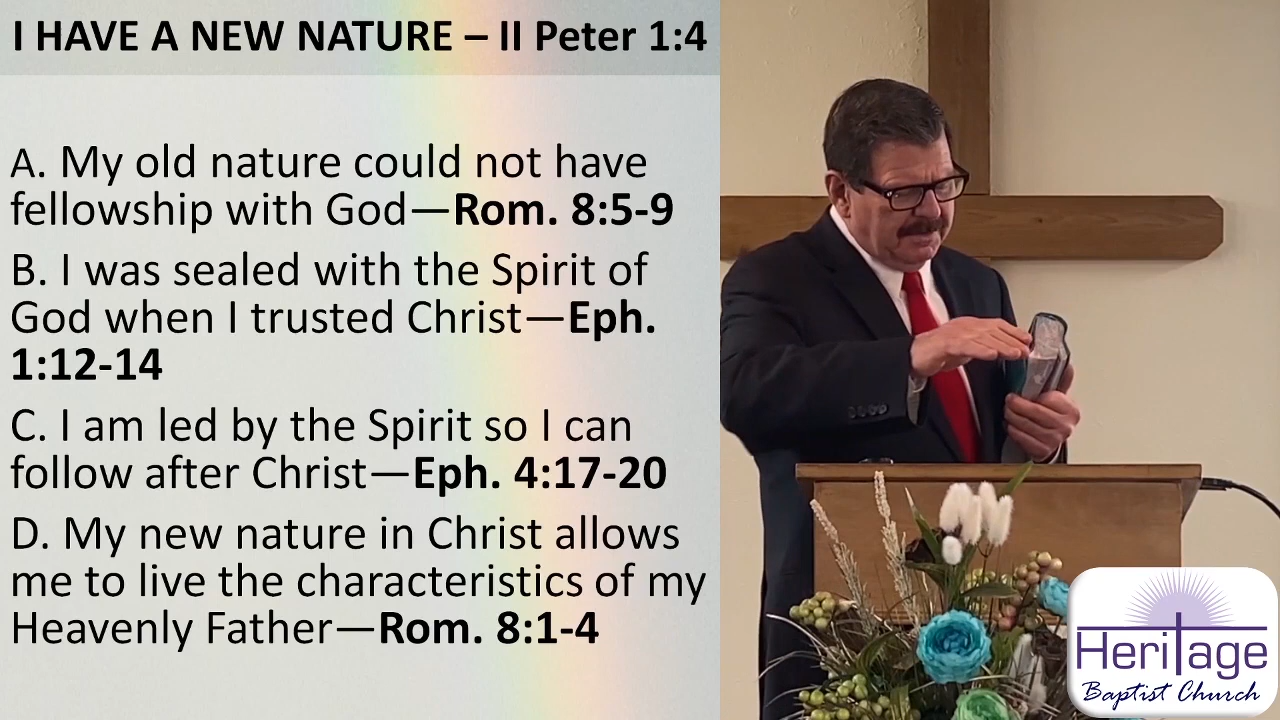 I HAVE A NEW NATURE – II Peter 1:4
A. My old nature could not have
fellowship with God—Rom. 8:5-9
B. I was sealed with the Spirit of
God when I trusted Christ—Eph.
1:12-14
C. I am led by the Spirit so I can
follow after Christ—Eph. 4:17-20
D. My new nature in Christ allows
me to live the characteristics of my
Heavenly Father—Rom. 8:1-4
Heritage
Baptist Church